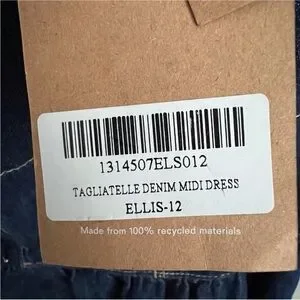 1314507ELS012
TAGLIATELLE DENIM MIDI DRESS
ELLIS-12
Made from 100% recycled materials